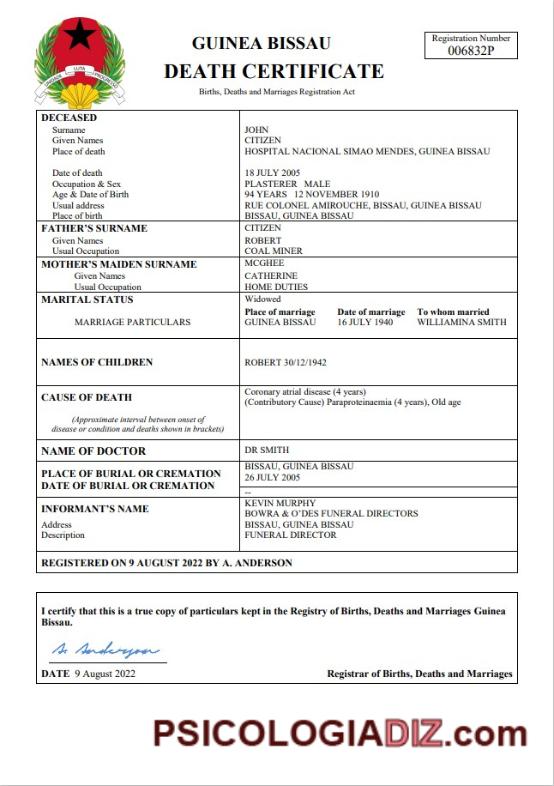 GUINEA BISSAU
DEATH CERTIFICATE
Births, Deaths and Marriages Registration Act
Registration Number
006832P
UNIDADE LUTA PROGRESSO
DECEASED
Surname JOHN
Given Names CITIZEN
Place of death HOSPITAL NACIONAL SIMAO MENDES, GUINEA BISSAU
Date of death 18 JULY 2005
Occupation & Sex PLASTERER MALE
Age & Date of Birth 94 YEARS 12 NOVEMBER 1910
Usual address RUE COLONEL AMIROUCHE, BISSAU, GUINEA BISSAU
Place of birth BISSAU, GUINEA BISSAU
FATHER'S SURNAME CITIZEN
Given Names ROBERT
Usual Occupation COAL MINER
MOTHER'S MAIDEN SURNAME MCGHEE
Given Names CATHERINE
Usual Occupation HOME DUTIES
MARITAL STATUS Widowed
Place of marriage Date of marriage To whom married
MARRIAGE PARTICULARS GUINEA BISSAU 16 JULY 1940 WILLIAMINA SMITH
NAMES OF CHILDREN ROBERT 30/12/1942
CAUSE OF DEATH Coronary atrial disease (4 years)
(Contributory Cause) Paraproteinaemia (4 years), Old age
(Approximate interval between onset of
disease or condition and deaths shown in brackets)
NAME OF DOCTOR DR SMITH
PLACE OF BURIAL OR CREMATION BISSAU, GUINEA BISSAU
DATE OF BURIAL OR CREMATION 26 JULY 2005
--
INFORMANT'S NAME KEVIN MURPHY
BOWRA & O'DES FUNERAL DIRECTORS
Address BISSAU, GUINEA BISSAU
Description FUNERAL DIRECTOR
REGISTERED ON 9 AUGUST 2022 BY A. ANDERSON
I certify that this is a true copy of particulars kept in the Registry of Births, Deaths and Marriages Guinea
Bissau.
A. Anderson
DATE 9 August 2022 Registrar of Births, Deaths and Marriages
PSICOLOGIADIZ.com